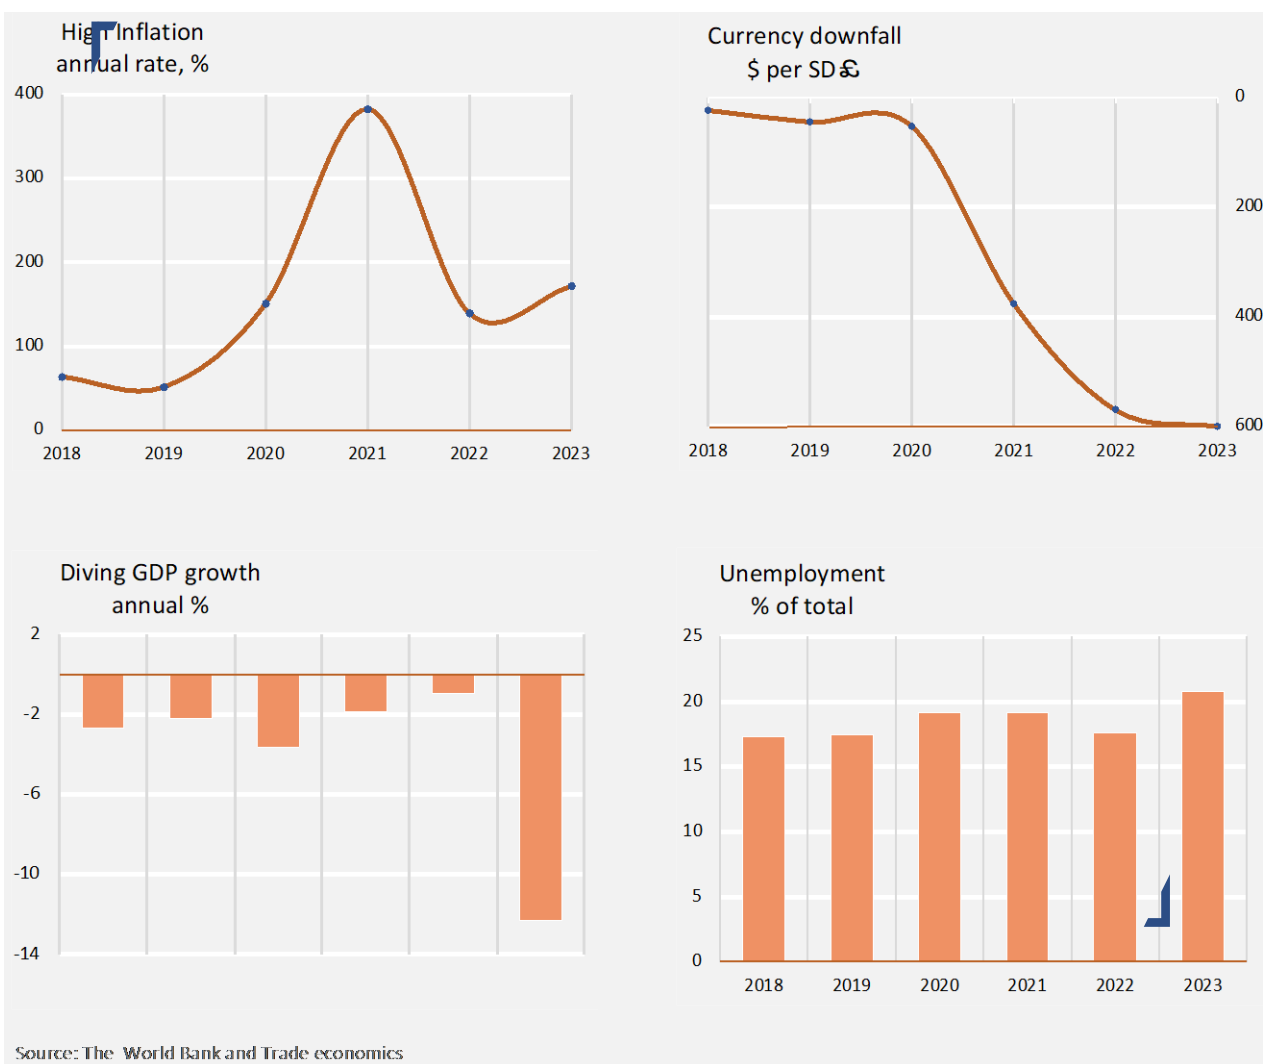 High Inflation
annual rate, %
400
300
200
100
0
2018 2019 2020 2021 2022 2023
Currency downfall
$ per SD £
0
200
400
600
2018 2019 2020 2021 2022 2023
Diving GDP growth
annual %
2
-2
-6
-10
-14
Unemployment
% of total
25
20
15
10
5
0
2018 2019 2020 2021 2022 2023
Source: The World Bank and Trade economics